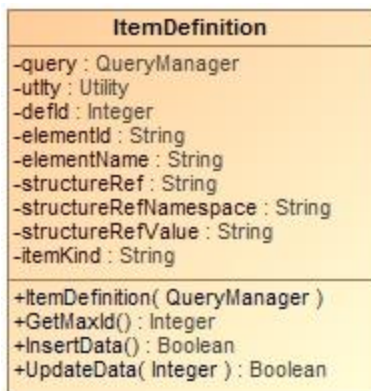 ItemDefinition
-query : QueryManager
-utlty : Utility
-defId : Integer
-elementId : String
-elementName : String
-structureRef : String
-structureRefNamespace : String
-structureRefValue : String
-itemKind : String
+ItemDefinition( QueryManager )
+GetMaxId() : Integer
+InsertData() : Boolean
+UpdateData( Integer ) : Boolean